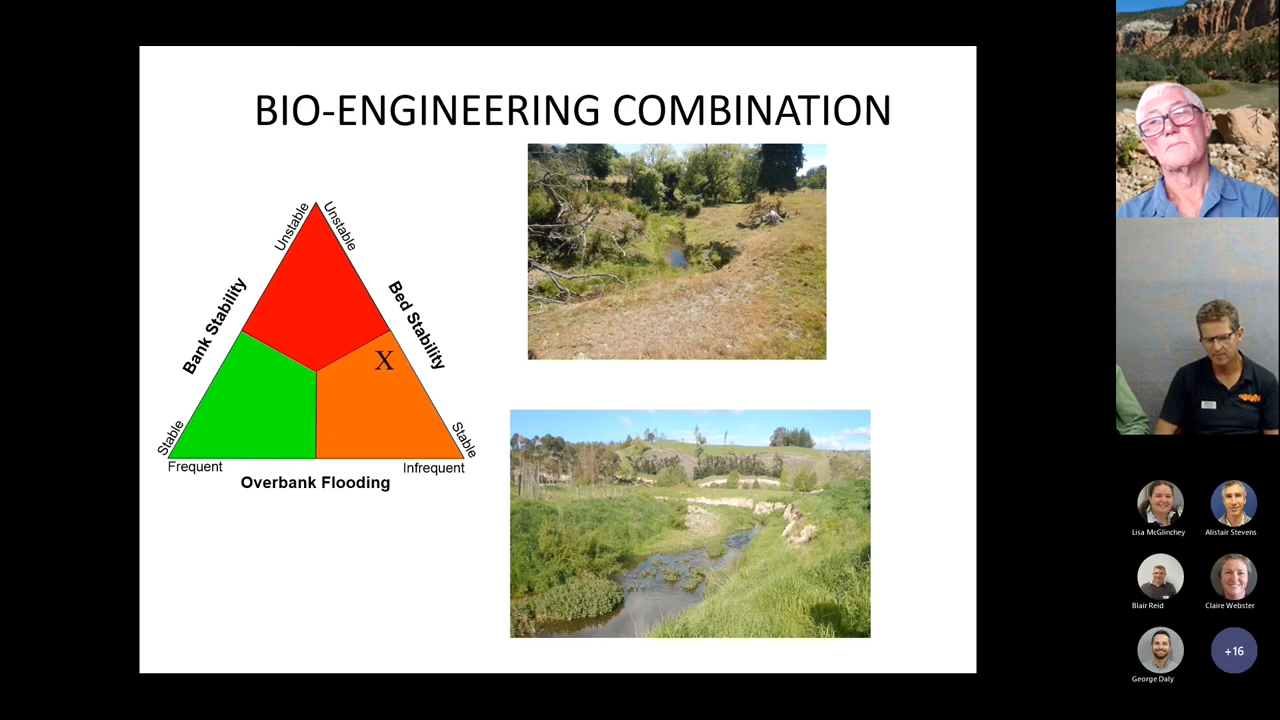 BIO-ENGINEERING COMBINATION
Unstable
Unstable
Bank Stability
Bed Stability
X
Stable
Stable
Frequent
Infrequent
Overbank Flooding
Lisa McGlinchey
Alistair Stevens
Blair Reid
Claire Webster
George Daly
+16